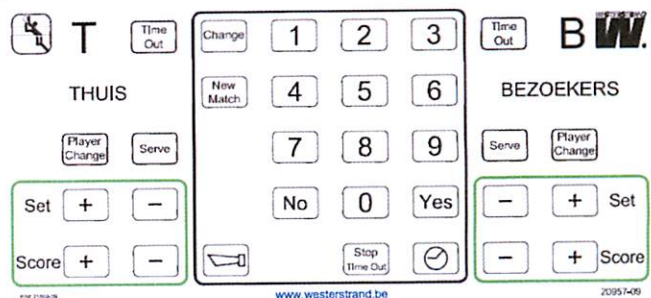 T
Time Out
Change
1
2
3
Time Out
B
W.
THUIS
New Match
4
5
6
BEZOEKERS
Player Change
Serve
7
8
9
Serve
Player Change
Set
+
−
No
0
Yes
−
+
Set
Score
+
−
Stop Time Out
−
+
Score
www.westerstrand.be
20957-09